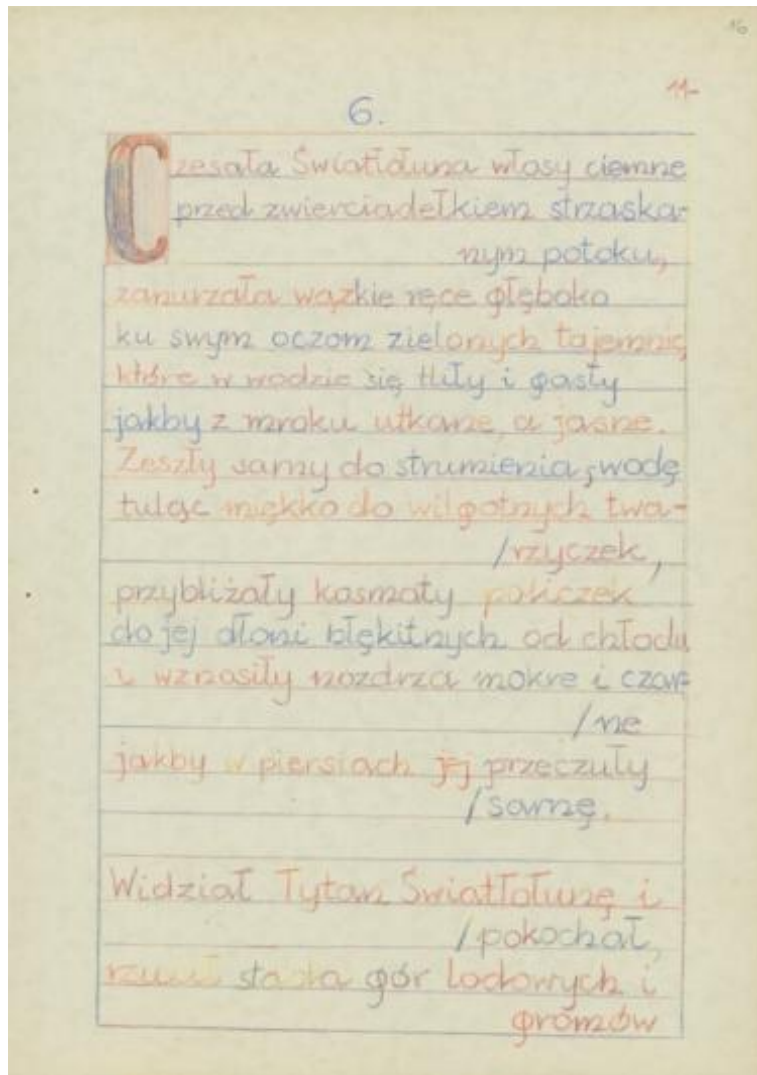 10
11-
6.
Czesała Światłołuna włosy ciemne
przed zwierciadełkiem strzaska-
nym potoku,
zanurzała wązkie ręce głęboko
ku swym oczom zielonych tajemnic,
które w wodzie się tliły i gasły
jakby z mroku utkane, a jasne.
Zeszły sarny do strumienia, wodę
tuląc miękko do wilgotnych twa-
/rzyczek,
przybliżały kosmaty policzek
do jej dłoni błękitnych od chłodu
i wznosiły nozdrza mokre i czar-
/ne
jakby w piersiach jej przeczuły
/sarnę.
Widział Tytan Światłołunę i
/pokochał,
rzucił stada gór lodowych i
gromów